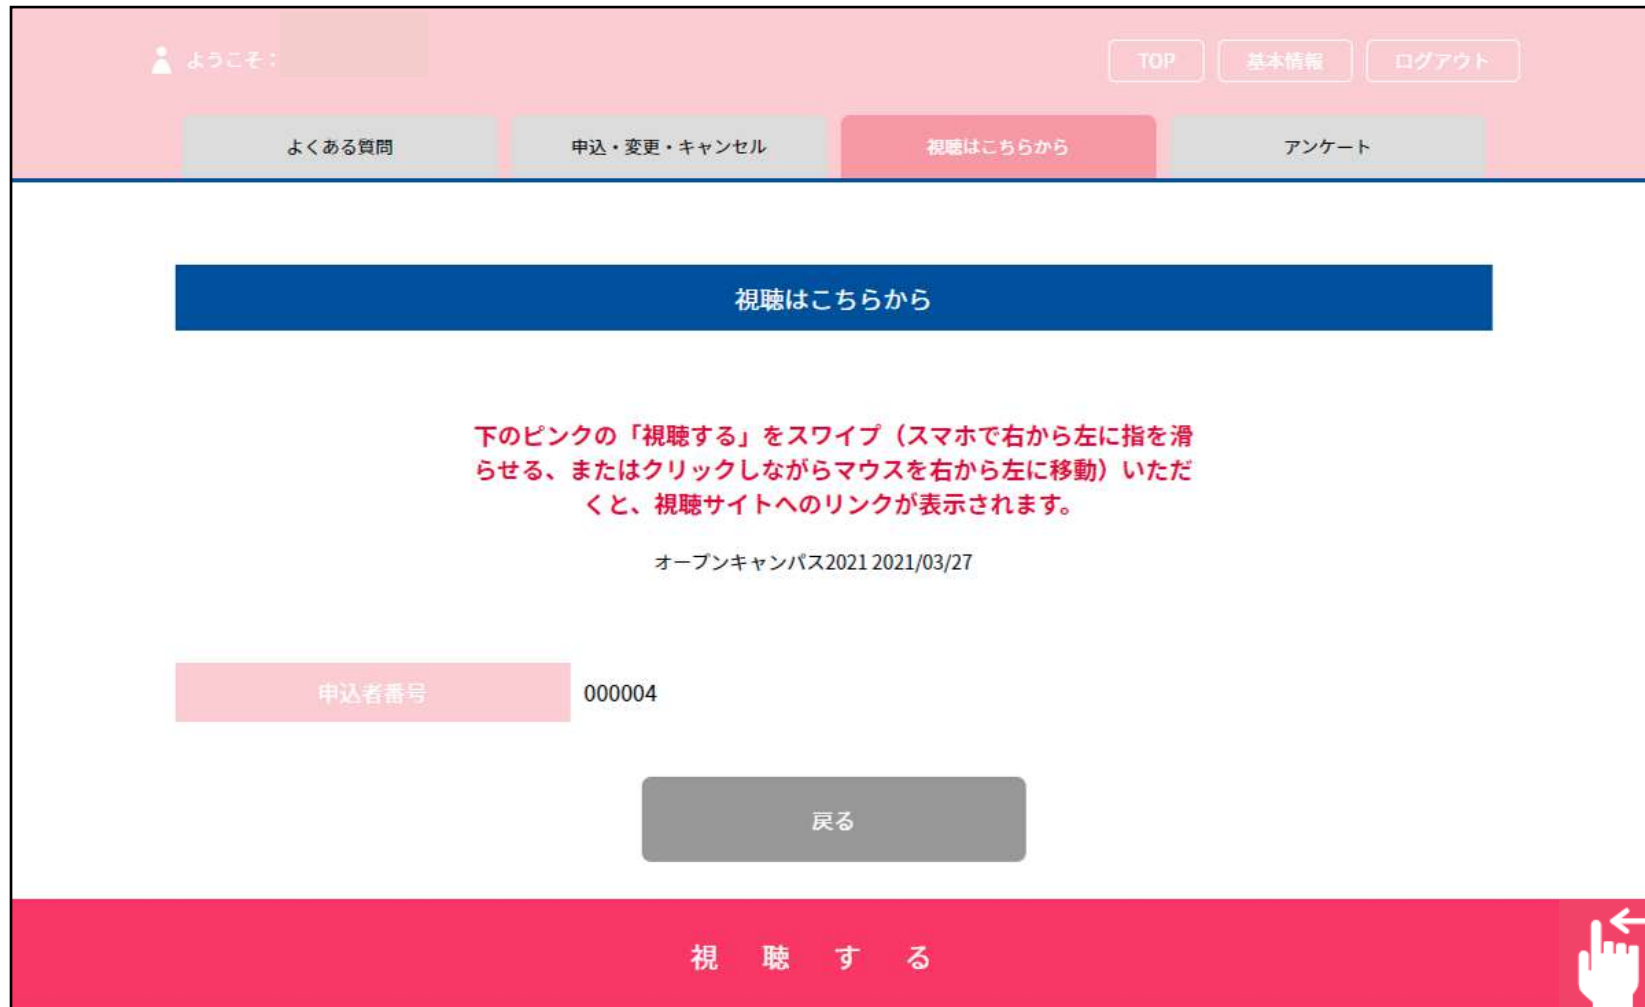 ようこそ：
TOP 基本情報 ログアウト
よくある質問 申込・変更・キャンセル 視聴はこちらから アンケート
視聴はこちらから
下のピンクの「視聴する」をスワイプ（スマホで右から左に指を滑
らせる、またはクリックしながらマウスを右から左に移動）いただ
くと、視聴サイトへのリンクが表示されます。
オープンキャンパス2021 2021/03/27
申込者番号 000004
戻る
視聴する